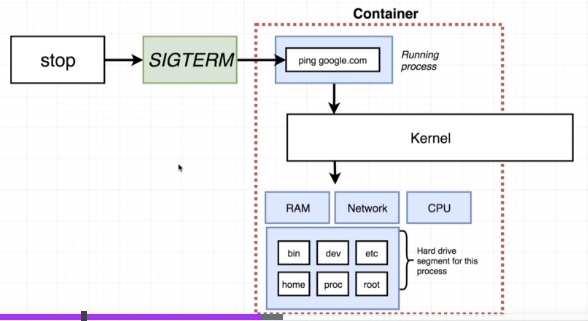 Container
stop
SIGTERM
ping google.com
Running
process
Kernel
RAM
Network
CPU
bin
dev
etc
home
proc
root
Hard drive
segment for this
process